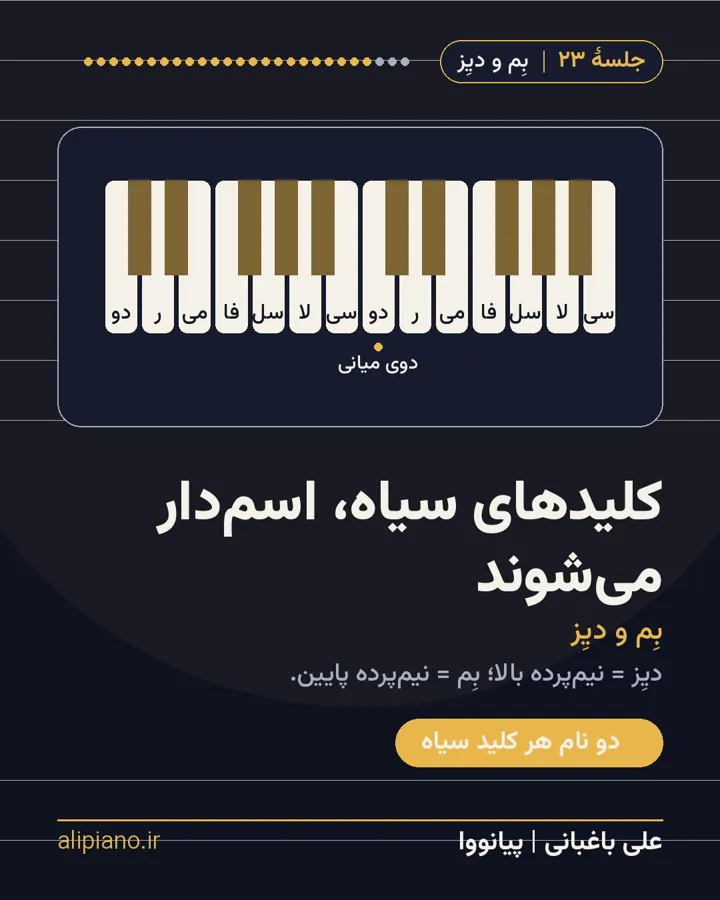 جلسهٔ ۲۳ | بِم و دیِز
دو ر می فا سل لا سی دو ر می فا سل لا سی
دوی میانی
کلیدهای سیاه، اسم‌دار
می‌شوند
بِم و دیِز
دیِز = نیم‌پرده بالا؛ بِم = نیم‌پرده پایین.
دو نام هر کلید سیاه
علی باغبانی | پیانووا
alipiano.ir